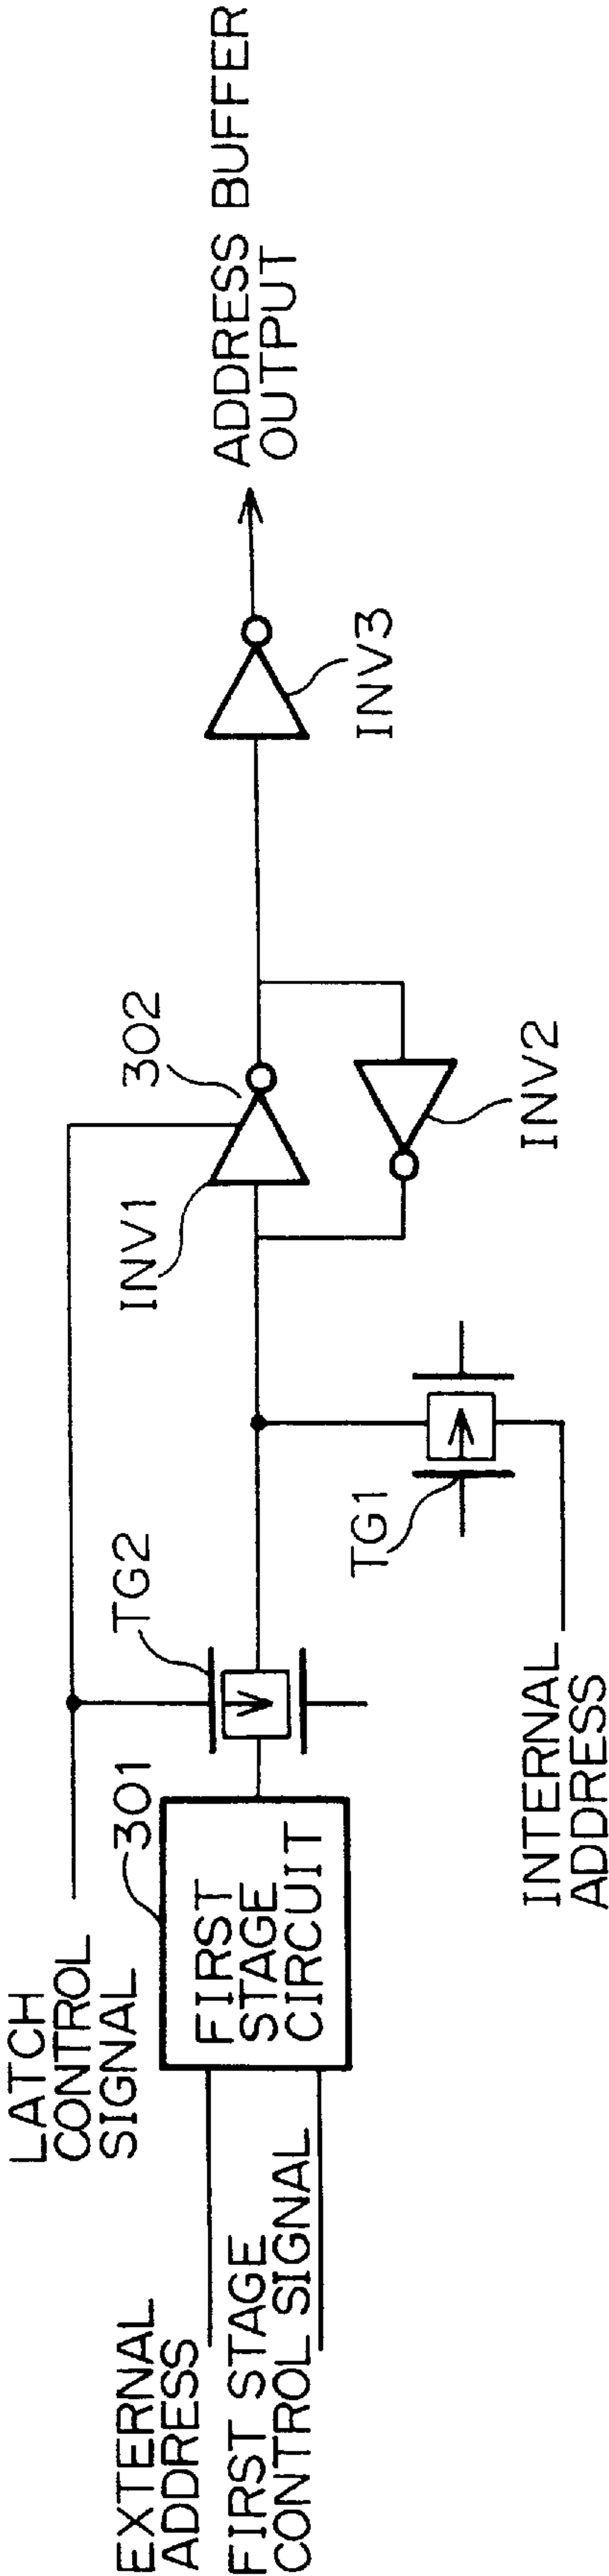 LATCH
CONTROL
SIGNAL
EXTERNAL
ADDRESS
FIRST STAGE
CONTROL SIGNAL
301
FIRST
STAGE
CIRCUIT
TG2
TG1
INTERNAL
ADDRESS
INV1
302
INV2
INV3
ADDRESS BUFFER
OUTPUT